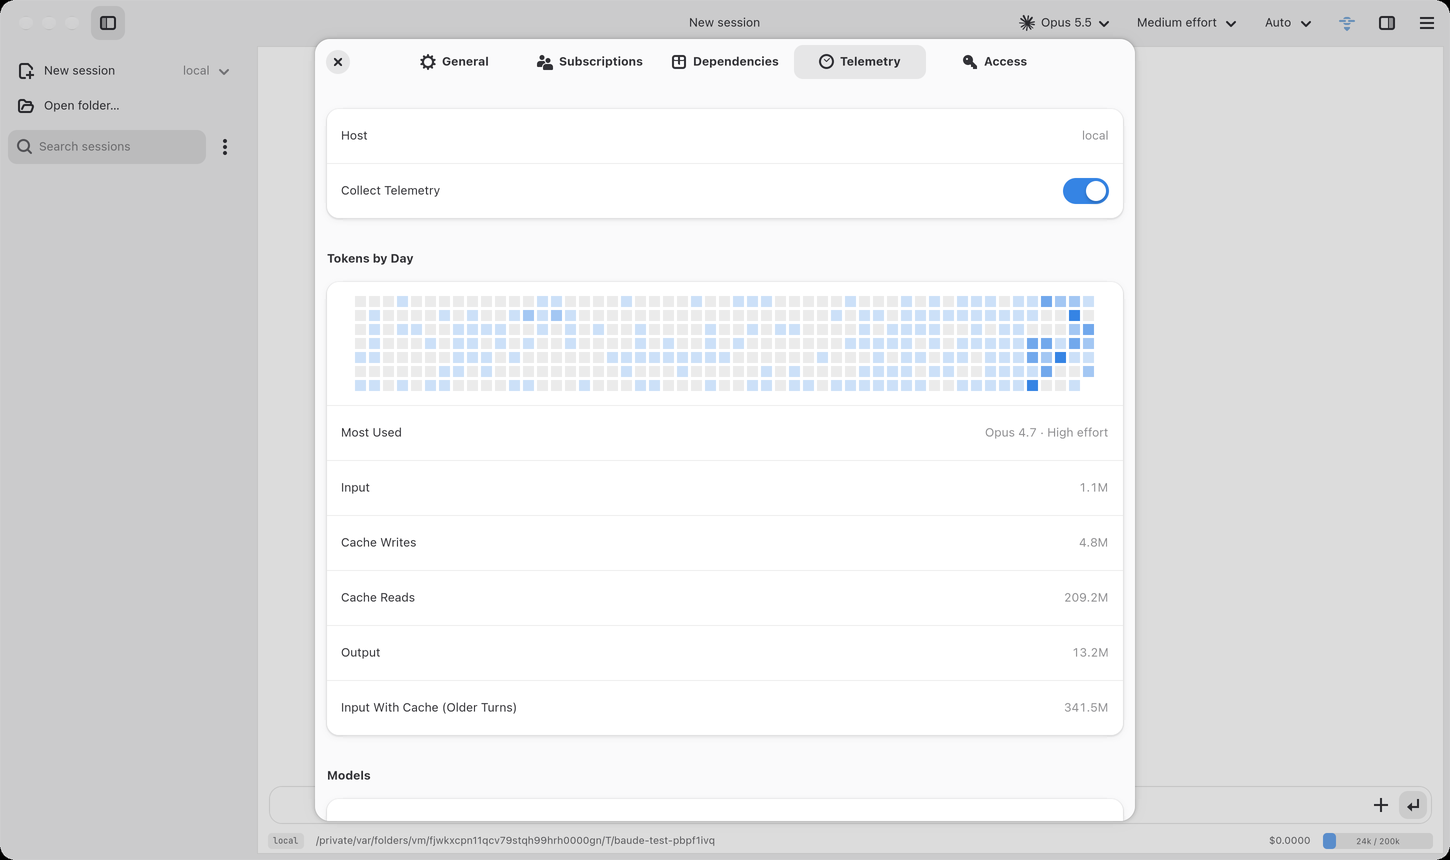 New session
Opus 5.5
Medium effort
Auto
New session
local
Open folder...
Search sessions
General
Subscriptions
Dependencies
Telemetry
Access
Host
local
Collect Telemetry
Tokens by Day
Most Used
Opus 4.7 · High effort
Input
1.1M
Cache Writes
4.8M
Cache Reads
209.2M
Output
13.2M
Input With Cache (Older Turns)
341.5M
Models
local
/private/var/folders/vm/fjwkxcpn11qcv79stqh99hrh0000gn/T/baude-test-pbpf1ivq
$0.0000
24k / 200k